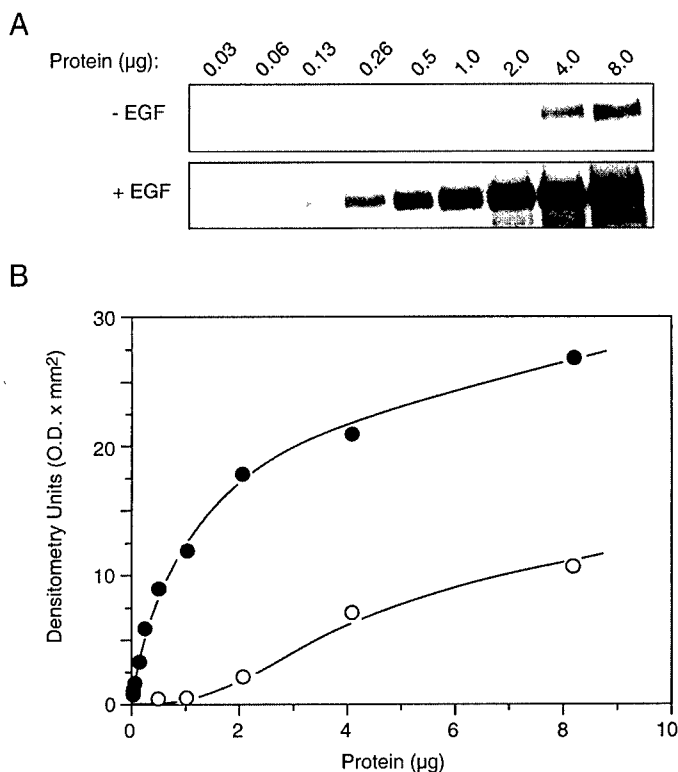 A
Protein (µg): 0.03 0.06 0.13 0.26 0.5 1.0 2.0 4.0 8.0
- EGF
+ EGF
B
30
20
10
0
Densitometry Units (O.D. x mm²)
0 2 4 6 8 10
Protein (µg)